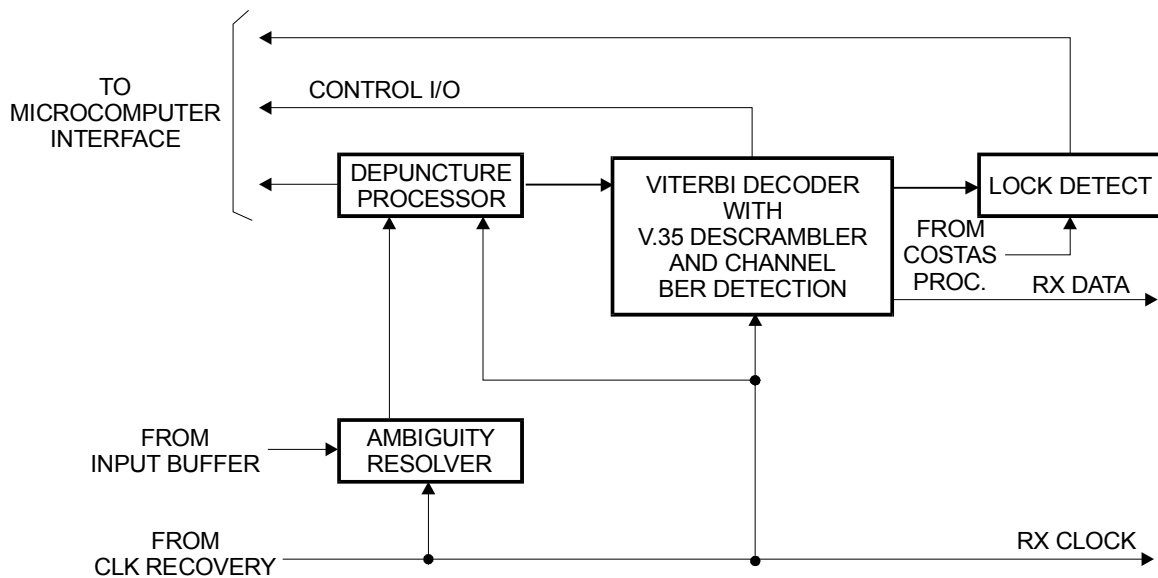 TO
MICROCOMPUTER
INTERFACE
CONTROL I/O
DEPUNCTURE
PROCESSOR
VITERBI DECODER
WITH
V.35 DESCRAMBLER
AND CHANNEL
BER DETECTION
LOCK DETECT
FROM
COSTAS
PROC.
RX DATA
FROM
INPUT BUFFER
AMBIGUITY
RESOLVER
FROM
CLK RECOVERY
RX CLOCK